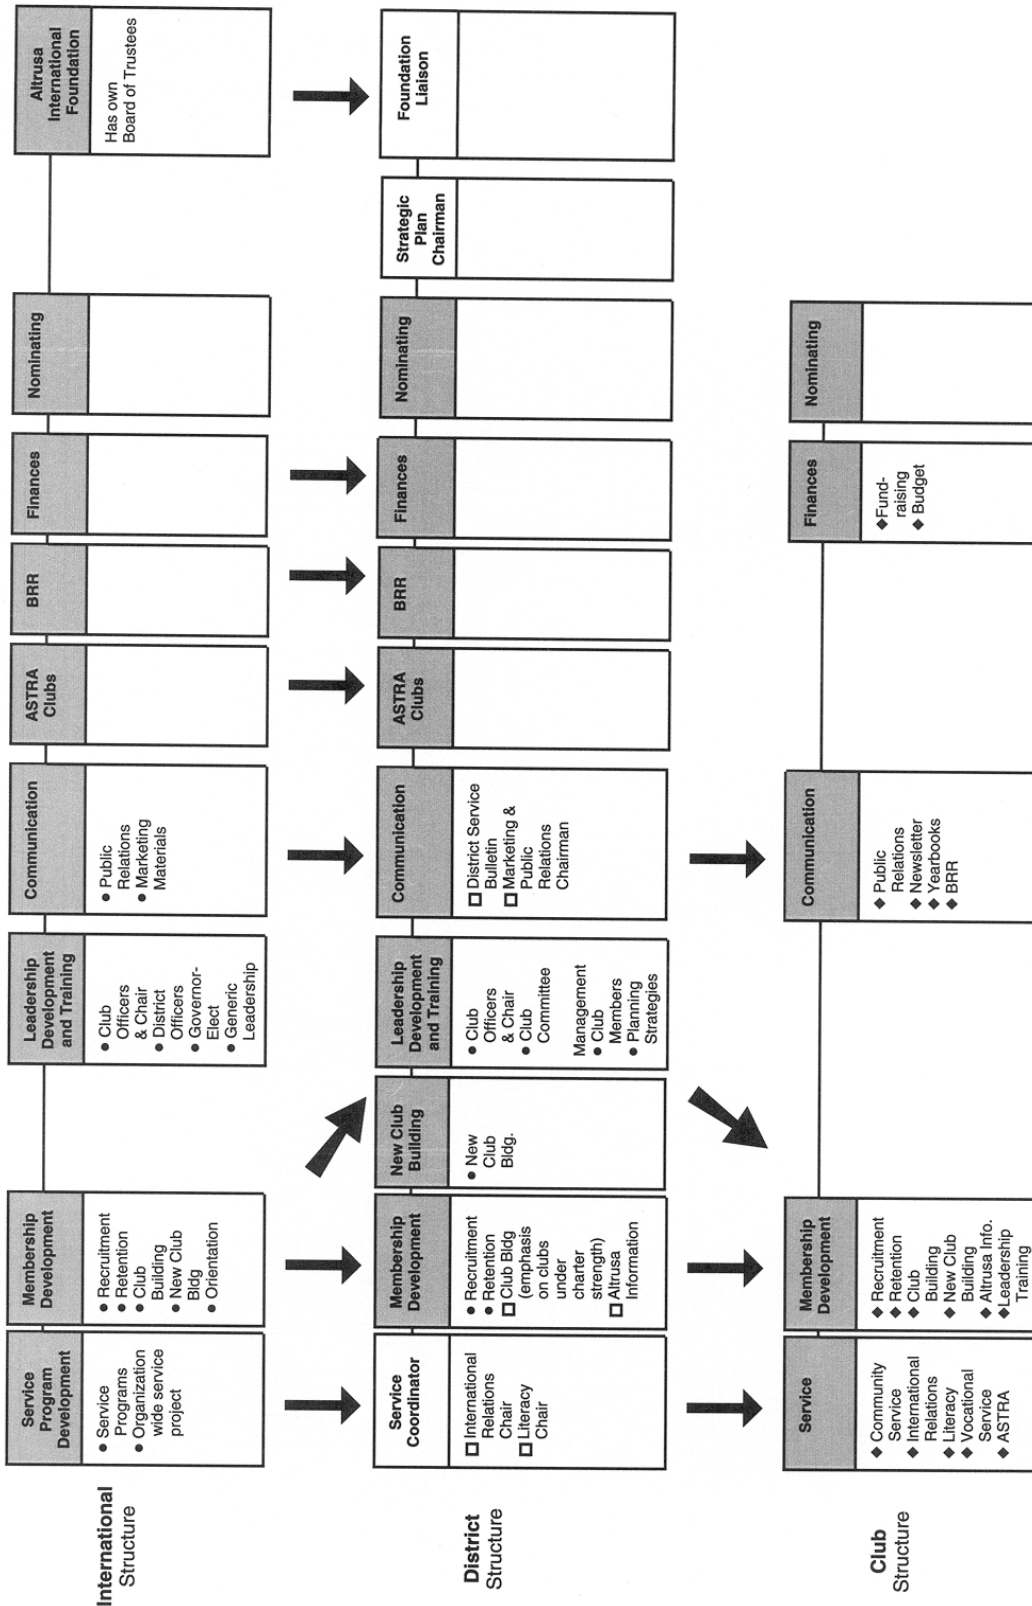 International
Structure
Service
Program
Development
● Service
Programs
● Organization
wide service
project
Membership
Development
● Recruitment
● Retention
● Club
Building
● New Club
Bldg
● Orientation
Leadership
Development
and Training
● Club
Officers
& Chair
● District
Officers
● Governor-
Elect
● Generic
Leadership
Communication
● Public
Relations
● Marketing
Materials
ASTRA
Clubs
BRR
Finances
Nominating
Altrusa
International
Foundation
Has own
Board of Trustees
District
Structure
Service
Coordinator
☐ International
Relations
Chair
☐ Literacy
Chair
Membership
Development
● Recruitment
● Retention
☐ Club Bldg
(emphasis
on clubs
under
charter
strength)
☐ Altrusa
Information
New Club
Building
● New
Club
Bldg.
Leadership
Development
and Training
● Club
Officers
& Chair
● Club
Committee
Management
● Club
Members
● Planning
Strategies
Communication
☐ District Service
Bulletin
☐ Marketing &
Public
Relations
Chairman
ASTRA
Clubs
BRR
Finances
Nominating
Strategic
Plan
Chairman
Foundation
Liaison
Club
Structure
Service
◆ Community
Service
◆ International
Relations
◆ Literacy
◆ Vocational
Service
◆ ASTRA
Membership
Development
◆ Recruitment
◆ Retention
◆ Club
Building
◆ New Club
Building
◆ Altrusa Info.
◆ Leadership
Training
Communication
◆ Public
Relations
◆ Newsletter
◆ Yearbooks
◆ BRR
Finances
◆ Fund-
raising
◆ Budget
Nominating